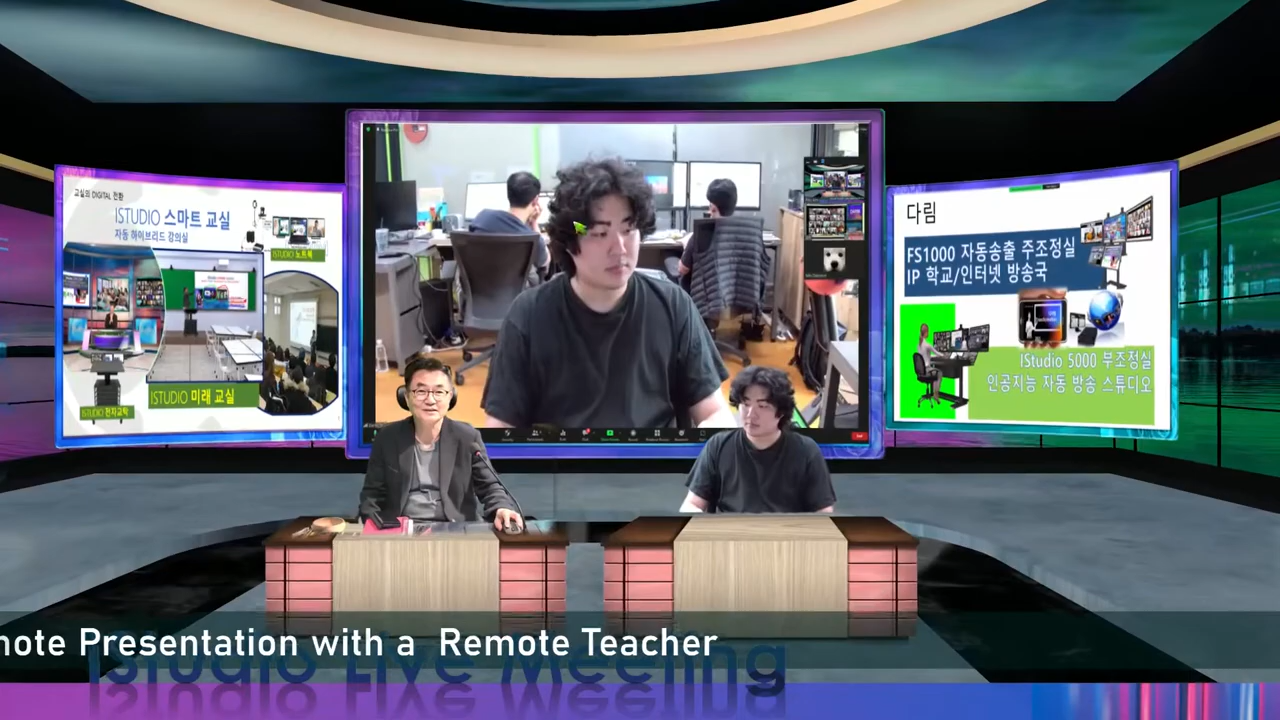 교실의 DIGITAL 전환
ISTUDIO 스마트 교실
자동 하이브리드 강의실
ISTUDIO 노트북
ISTUDIO 미래 교실
ISTUDIO 전자교탁
다림
FS1000 자동송출 주조정실
IP 학교/인터넷 방송국
IStudio 5000 부조정실
인공지능 자동 방송 스튜디오
note Presentation with a Remote Teacher
IStudio Live Meeting